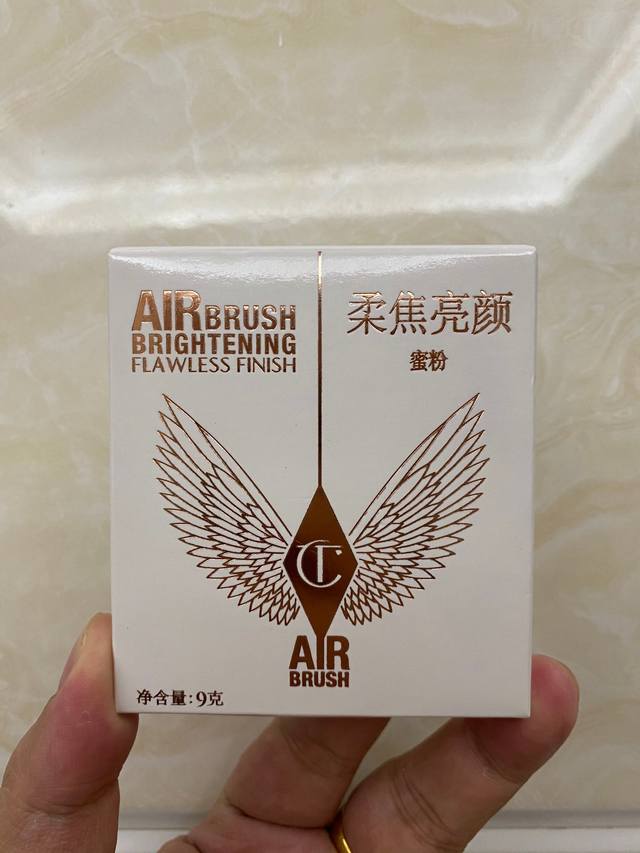 AIRBRUSH
BRIGHTENING
FLAWLESS FINISH
柔焦亮颜
蜜粉
CT
AIR
BRUSH
净含量:9克